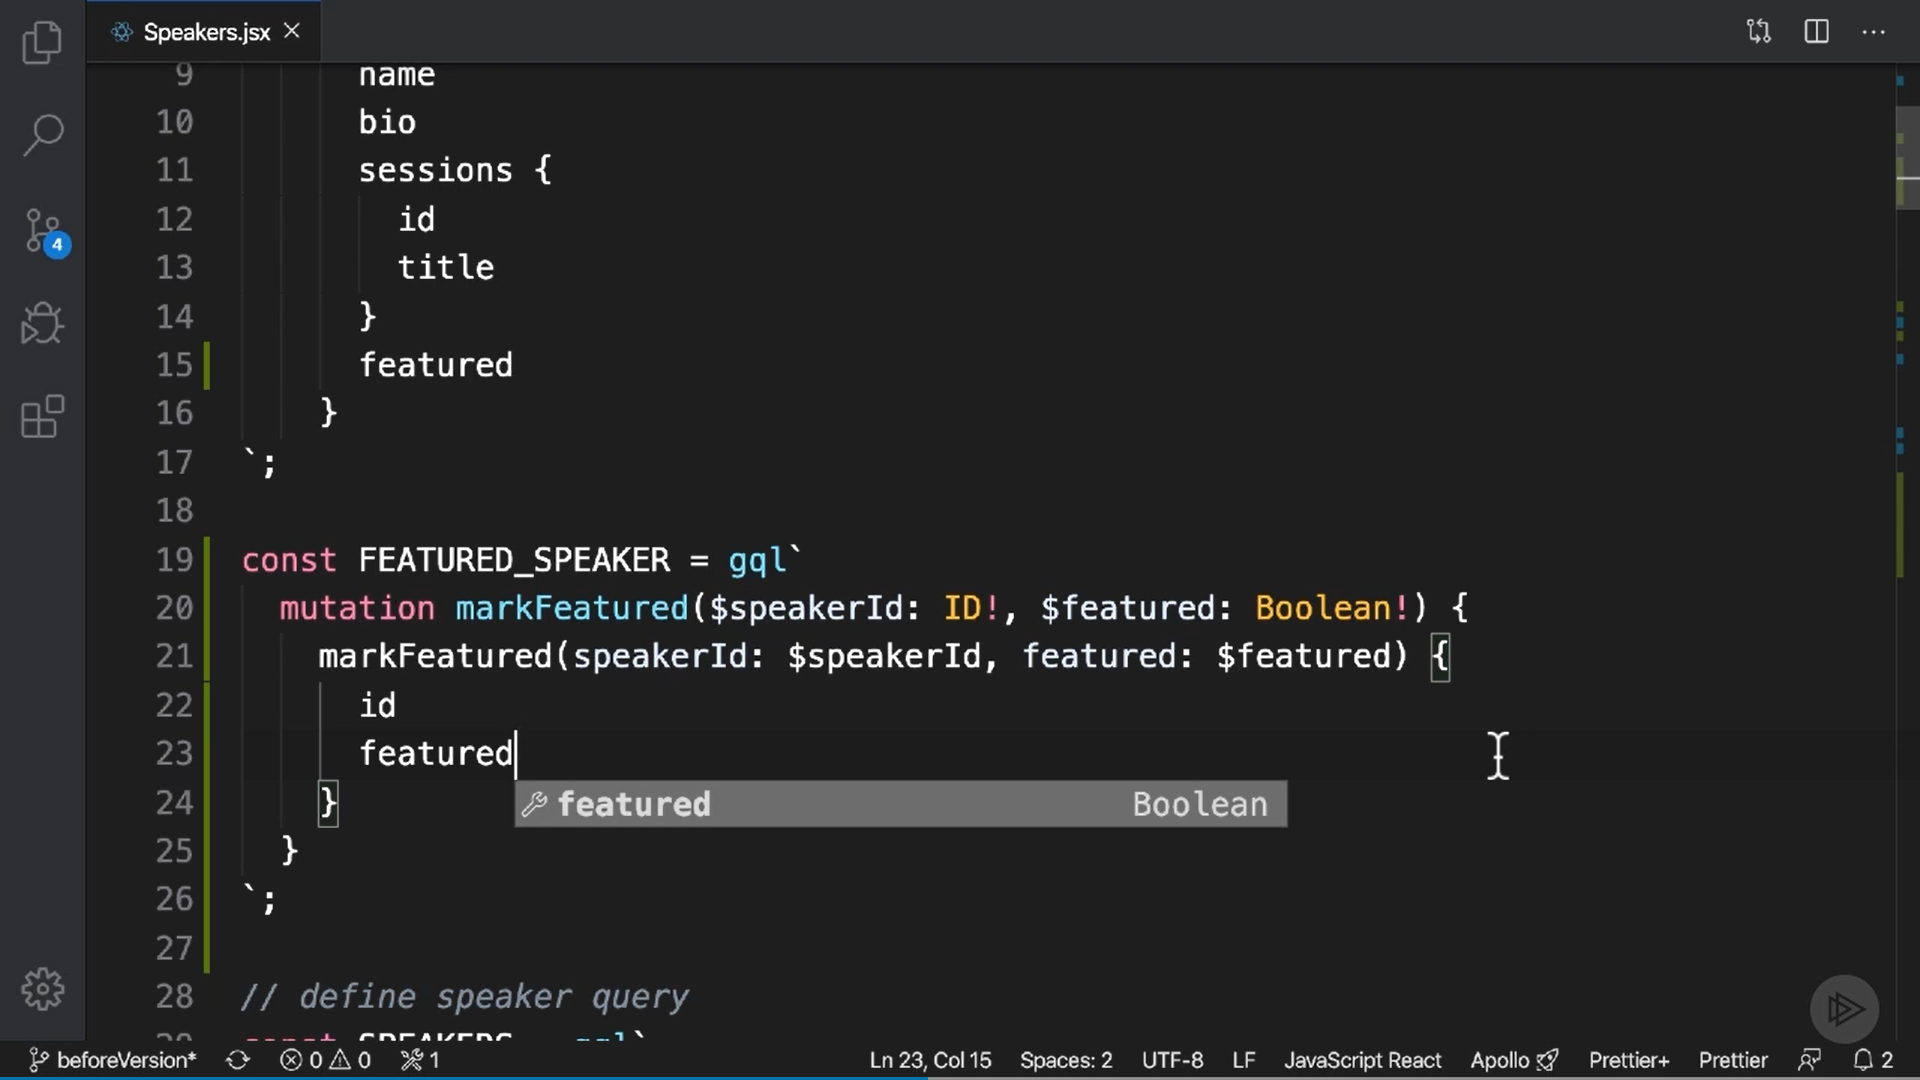 Speakers.jsx
9 name
10 bio
11 sessions {
12 id
13 title
14 }
15 featured
16 }
17 `;
18
19 const FEATURED_SPEAKER = gql`
20 mutation markFeatured($speakerId: ID!, $featured: Boolean!) {
21 markFeatured(speakerId: $speakerId, featured: $featured) {
22 id
23 featured
featured Boolean
24 }
25 }
26 `;
27
28 // define speaker query
const SPEAKERS = gql`
4
beforeVersion* 0 0 1 Ln 23, Col 15 Spaces: 2 UTF-8 LF JavaScript React Apollo Prettier+ Prettier 2